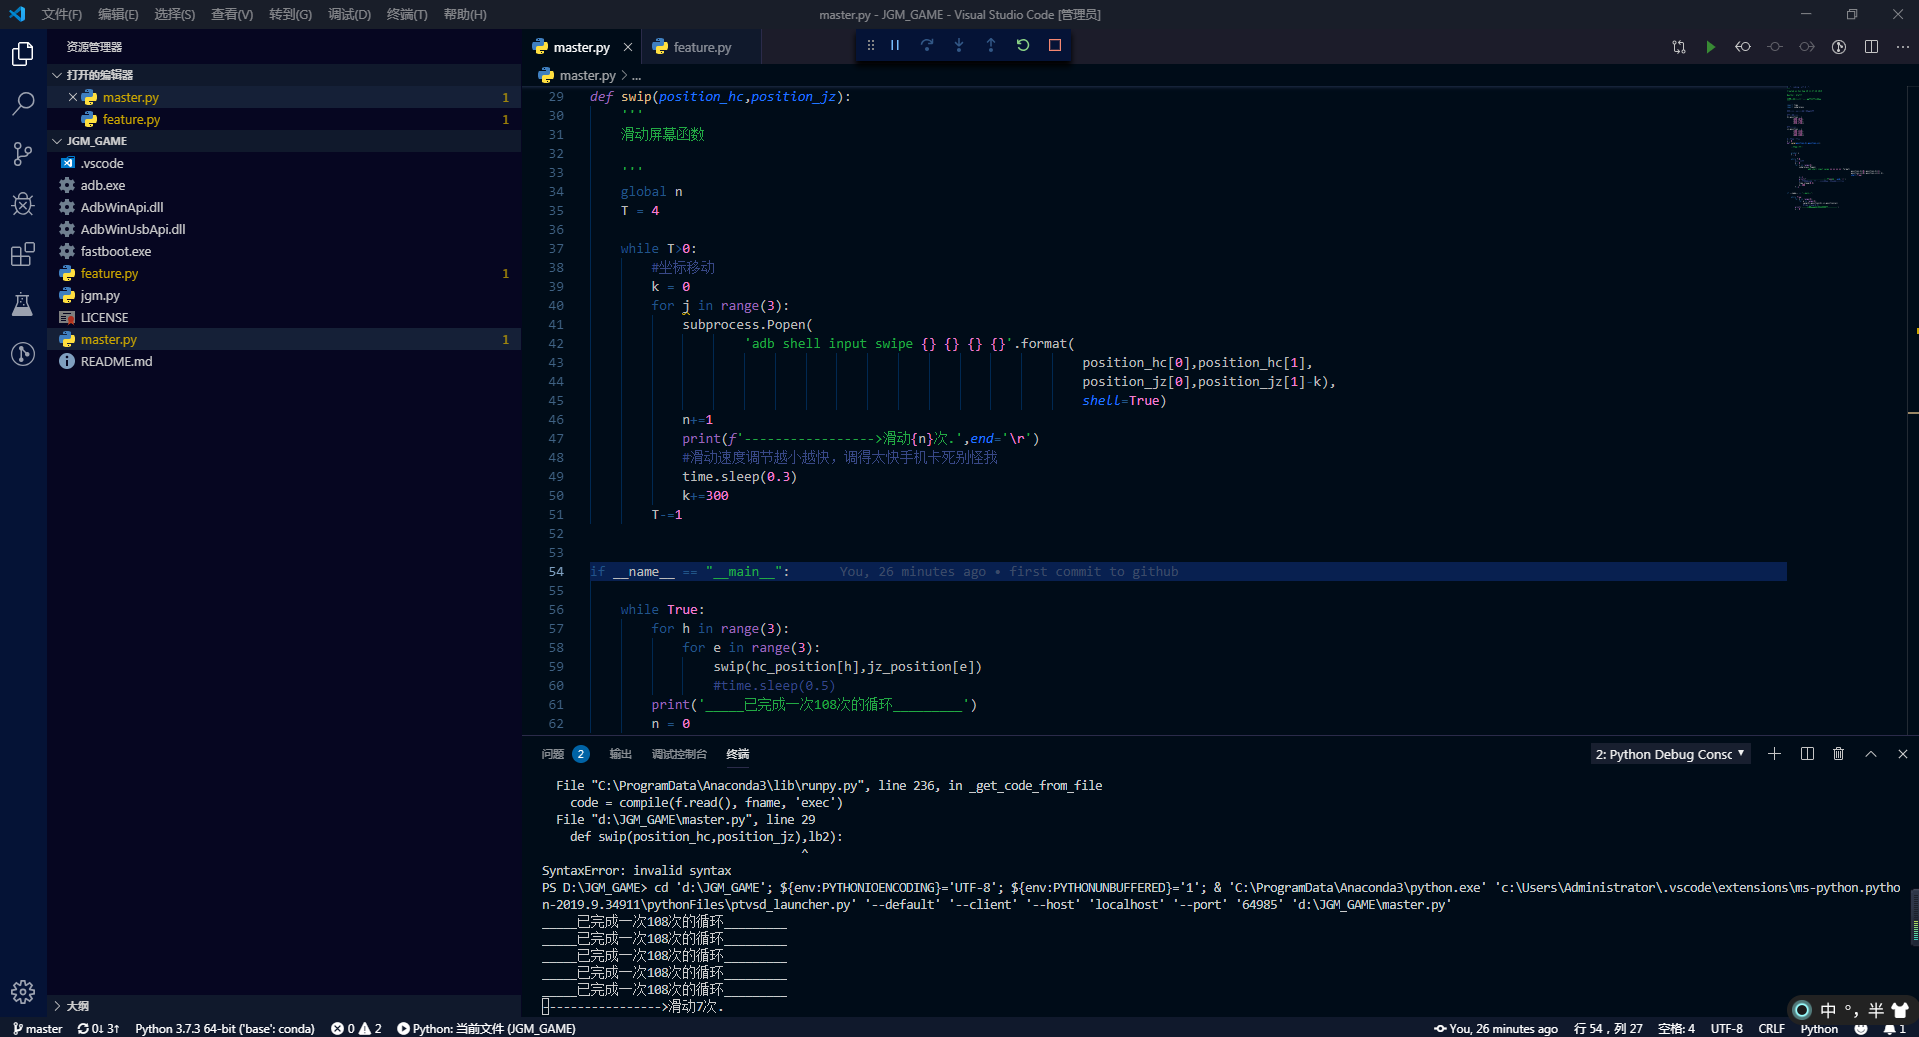 文件(F) 编辑(E) 选择(S) 查看(V) 转到(G) 调试(D) 终端(T) 帮助(H)
master.py - JGM_GAME - Visual Studio Code [管理员]
资源管理器
打开的编辑器
master.py 1
feature.py 1
JGM_GAME
.vscode
adb.exe
AdbWinApi.dll
AdbWinUsbApi.dll
fastboot.exe
feature.py 1
jgm.py
LICENSE
master.py 1
README.md
大纲
master.py
feature.py
master.py > ...
29 def swip(position_hc,position_jz):
30 '''
31 滑动屏幕函数
32
33 '''
34 global n
35 T = 4
36
37 while T>0:
38 #坐标移动
39 k = 0
40 for j in range(3):
41 subprocess.Popen(
42 'adb shell input swipe {} {} {} {}'.format(
43 position_hc[0],position_hc[1],
44 position_jz[0],position_jz[1]-k),
45 shell=True)
46 n+=1
47 print(f'----------------->滑动{n}次.',end='\r')
48 #滑动速度调节越小越快，调得太快手机卡死别怪我
49 time.sleep(0.3)
50 k+=300
51 T-=1
52
53
54 if __name__ == "__main__": You, 26 minutes ago • first commit to github
55
56 while True:
57 for h in range(3):
58 for e in range(3):
59 swip(hc_position[h],jz_position[e])
60 #time.sleep(0.5)
61 print('_____已完成一次108次的循环_________')
62 n = 0
问题 2 输出 调试控制台 终端
2: Python Debug Consc
File "C:\ProgramData\Anaconda3\lib\runpy.py", line 236, in _get_code_from_file
code = compile(f.read(), fname, 'exec')
File "d:\JGM_GAME\master.py", line 29
def swip(position_hc,position_jz),lb2):
^
SyntaxError: invalid syntax
PS D:\JGM_GAME> cd 'd:\JGM_GAME'; ${env:PYTHONIOENCODING}='UTF-8'; ${env:PYTHONUNBUFFERED}='1'; & 'C:\ProgramData\Anaconda3\python.exe' 'c:\Users\Administrator\.vscode\extensions\ms-python.pytho
n-2019.9.34911\pythonFiles\ptvsd_launcher.py' '--default' '--client' '--host' 'localhost' '--port' '64985' 'd:\JGM_GAME\master.py'
_____已完成一次108次的循环_________
_____已完成一次108次的循环_________
_____已完成一次108次的循环_________
_____已完成一次108次的循环_________
_____已完成一次108次的循环_________
----------------->滑动7次.
中 °, 半
master 0↓ 3↑ Python 3.7.3 64-bit ('base': conda) 0 2 Python: 当前文件 (JGM_GAME)
You, 26 minutes ago 行 54，列 27 空格: 4 UTF-8 CRLF Python 1